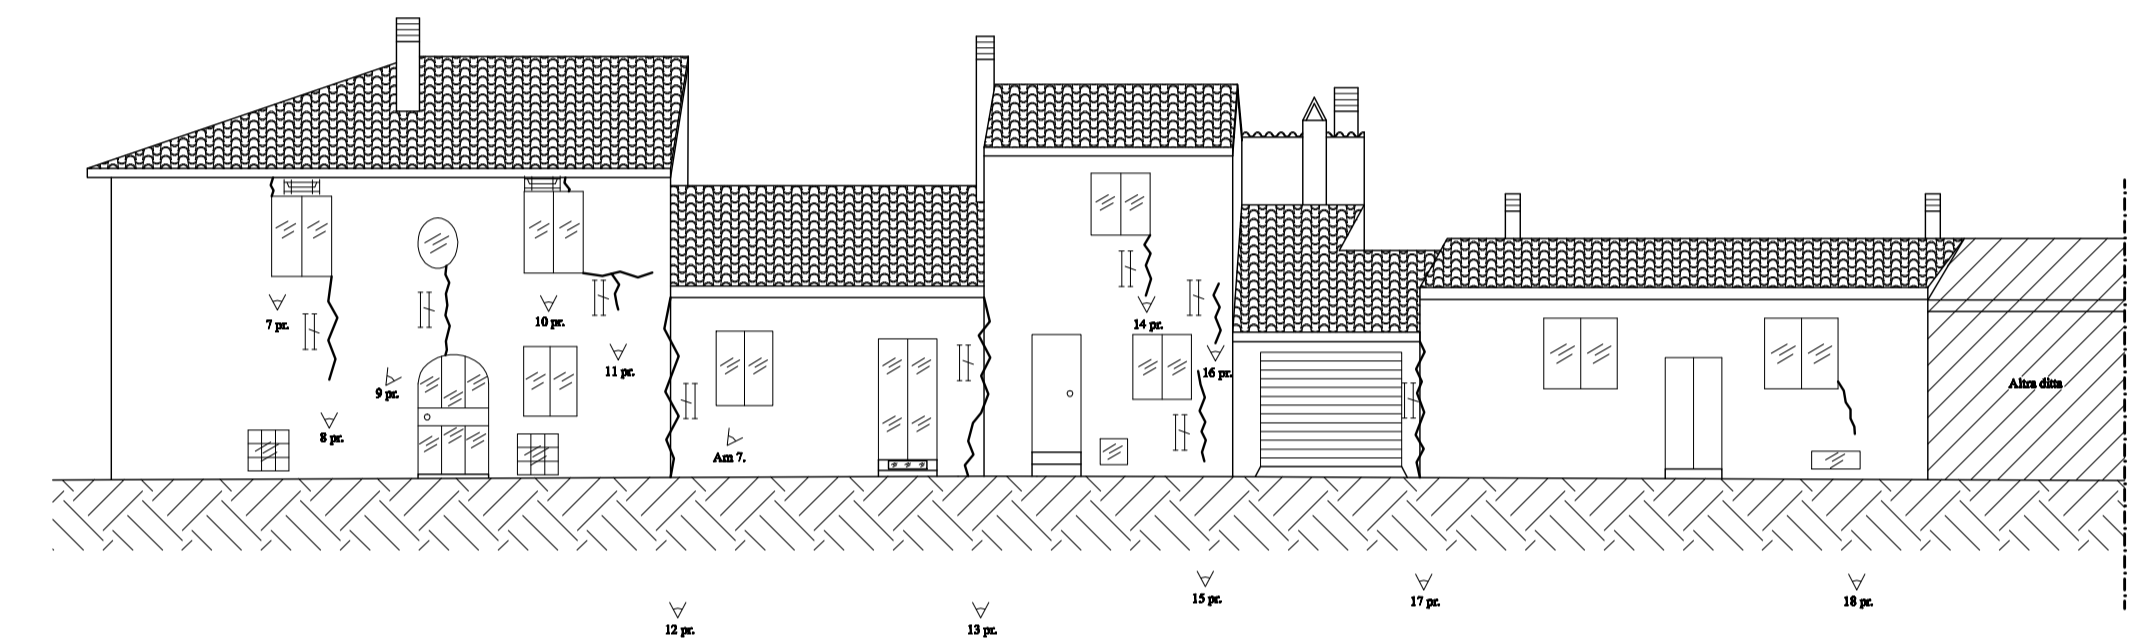 7 pr.
10 pr.
14 pr.
11 pr.
16 pr.
9 pr.
Altra ditta
8 pr.
Am 7.
15 pr.
17 pr.
18 pr.
12 pr.
13 pr.